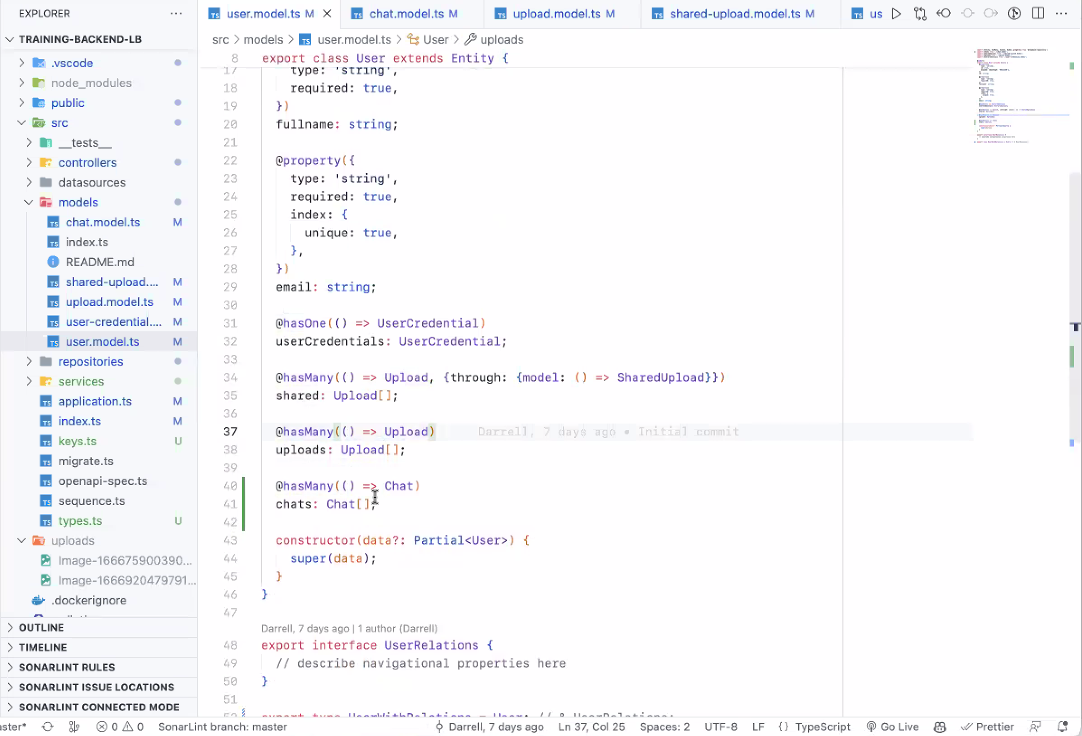 EXPLORER ···
user.model.ts M
chat.model.ts M
upload.model.ts M
shared-upload.model.ts M
us
TRAINING-BACKEND-LB
src > models > user.model.ts > User > uploads
.vscode
node_modules
public
src
__tests__
controllers
datasources
models
chat.model.ts M
index.ts
README.md
shared-upload.... M
upload.model.ts M
user-credential.... M
user.model.ts M
repositories
services
application.ts M
index.ts M
keys.ts U
migrate.ts
openapi-spec.ts
sequence.ts
types.ts U
uploads
Image-166675900390...
Image-1666920479791...
.dockerignore
OUTLINE
TIMELINE
SONARLINT RULES
SONARLINT ISSUE LOCATIONS
SONARLINT CONNECTED MODE
8 export class User extends Entity {
17 type: 'string',
18 required: true,
19 })
20 fullname: string;
21
22 @property({
23 type: 'string',
24 required: true,
25 index: {
26 unique: true,
27 },
28 })
29 email: string;
30
31 @hasOne(() => UserCredential)
32 userCredentials: UserCredential;
33
34 @hasMany(() => Upload, {through: {model: () => SharedUpload}})
35 shared: Upload[];
36
37 @hasMany(() => Upload) Darrell, 7 days ago • Initial commit
38 uploads: Upload[];
39
40 @hasMany(() => Chat)
41 chats: Chat[];
42
43 constructor(data?: Partial<User>) {
44 super(data);
45 }
46 }
47
Darrell, 7 days ago | 1 author (Darrell)
48 export interface UserRelations {
49 // describe navigational properties here
50 }
51
52 export type UserWithRelations = User; // & UserRelations;
aster* 0 0 SonarLint branch: master Darrell, 7 days ago Ln 37, Col 25 Spaces: 2 UTF-8 LF {} TypeScript Go Live Prettier